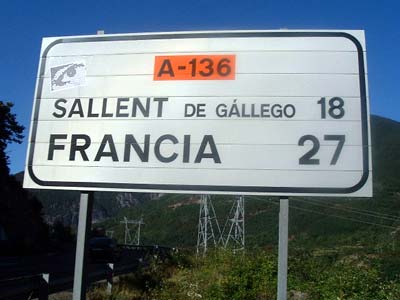 A-136
SALLENT DE GÁLLEGO 18
FRANCIA 27